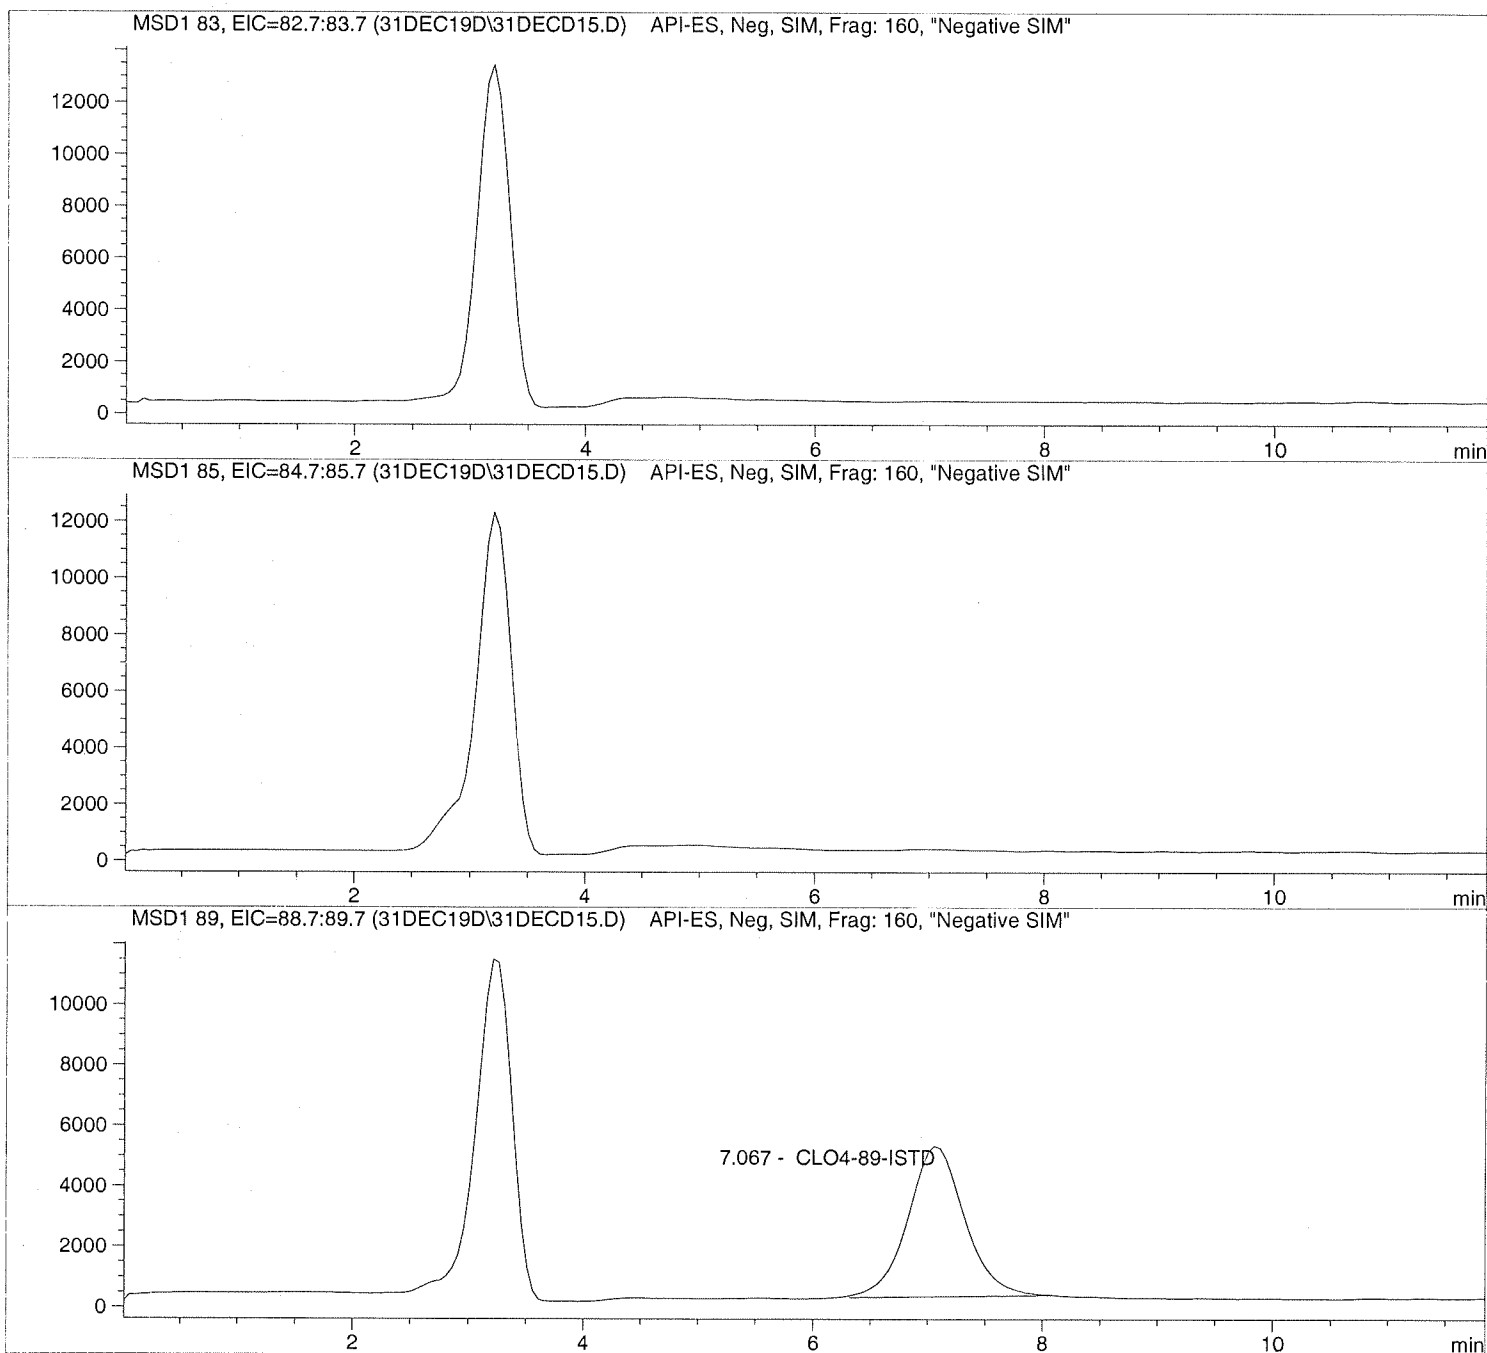 MSD1 83, EIC=82.7:83.7 (31DEC19D\31DECD15.D) API-ES, Neg, SIM, Frag: 160, "Negative SIM"
12000
10000
8000
6000
4000
2000
0
2 4 6 8 10 min
MSD1 85, EIC=84.7:85.7 (31DEC19D\31DECD15.D) API-ES, Neg, SIM, Frag: 160, "Negative SIM"
12000
10000
8000
6000
4000
2000
0
2 4 6 8 10 min
MSD1 89, EIC=88.7:89.7 (31DEC19D\31DECD15.D) API-ES, Neg, SIM, Frag: 160, "Negative SIM"
10000
8000
6000
7.067 - CLO4-89-ISTD
4000
2000
0
2 4 6 8 10 min